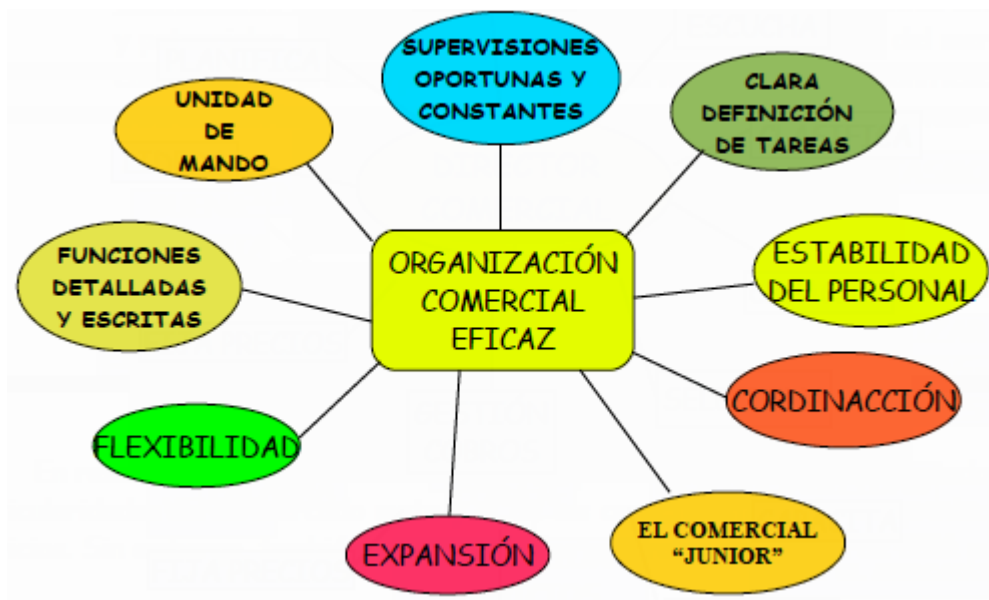 SUPERVISIONES
OPORTUNAS Y
CONSTANTES
CLARA
DEFINICIÓN
DE TAREAS
UNIDAD
DE
MANDO
ESTABILIDAD
DEL PERSONAL
FUNCIONES
DETALLADAS
Y ESCRITAS
ORGANIZACIÓN
COMERCIAL
EFICAZ
CORDINACCIÓN
FLEXIBILIDAD
EL COMERCIAL
“JUNIOR”
EXPANSIÓN